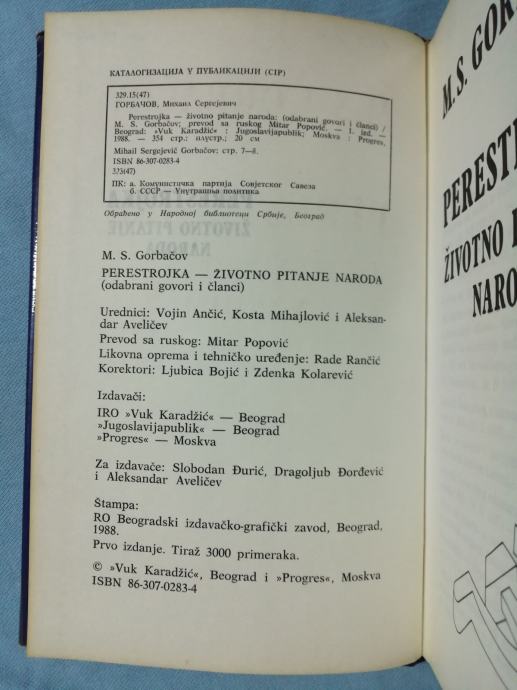 КАТАЛОГИЗАЦИЈА У ПУБЛИКАЦИЈИ (CIP)
329.15(47)
ГОРБАЧОВ, Михаил Сергејевич
Perestrojka — životno pitanje naroda: (odabrani govori i članci) /
M. S. Gorbačov; prevod sa ruskog Mitar Popović. — 1. izd. —
Beograd: »Vuk Karadžić« : Jugoslavijapublik; Moskva : Progres,
1988. — 354 str.; ilustr.; 20 cm
Mihail Sergejevič Gorbačov: str. 7—8.
ISBN 86-307-0283-4
323(47)
ПК: а. Комунистичка партија Совјетског Савеза
б. СССР — Унутрашња политика
Обрађено у Народној библиотеци Србије, Београд
M. S. Gorbačov
PERESTROJKA — ŽIVOTNO PITANJE NARODA
(odabrani govori i članci)
Urednici: Vojin Ančić, Kosta Mihajlović i Aleksan-
dar Aveličev
Prevod sa ruskog: Mitar Popović
Likovna oprema i tehničko uređenje: Rade Rančić
Korektori: Ljubica Bojić i Zdenka Kolarević
Izdavači:
IRO »Vuk Karadžić« — Beograd
»Jugoslavijapublik« — Beograd
»Progres« — Moskva
Za izdavače: Slobodan Đurić, Dragoljub Đorđević
i Aleksandar Aveličev
Štampa:
RO Beogradski izdavačko-grafički zavod, Beograd,
1988.
Prvo izdanje. Tiraž 3000 primeraka.
© »Vuk Karadžić«, Beograd i »Progres«, Moskva
ISBN 86-307-0283-4
M. S. GOR
PEREST
ŽIVOTNO P
NARO